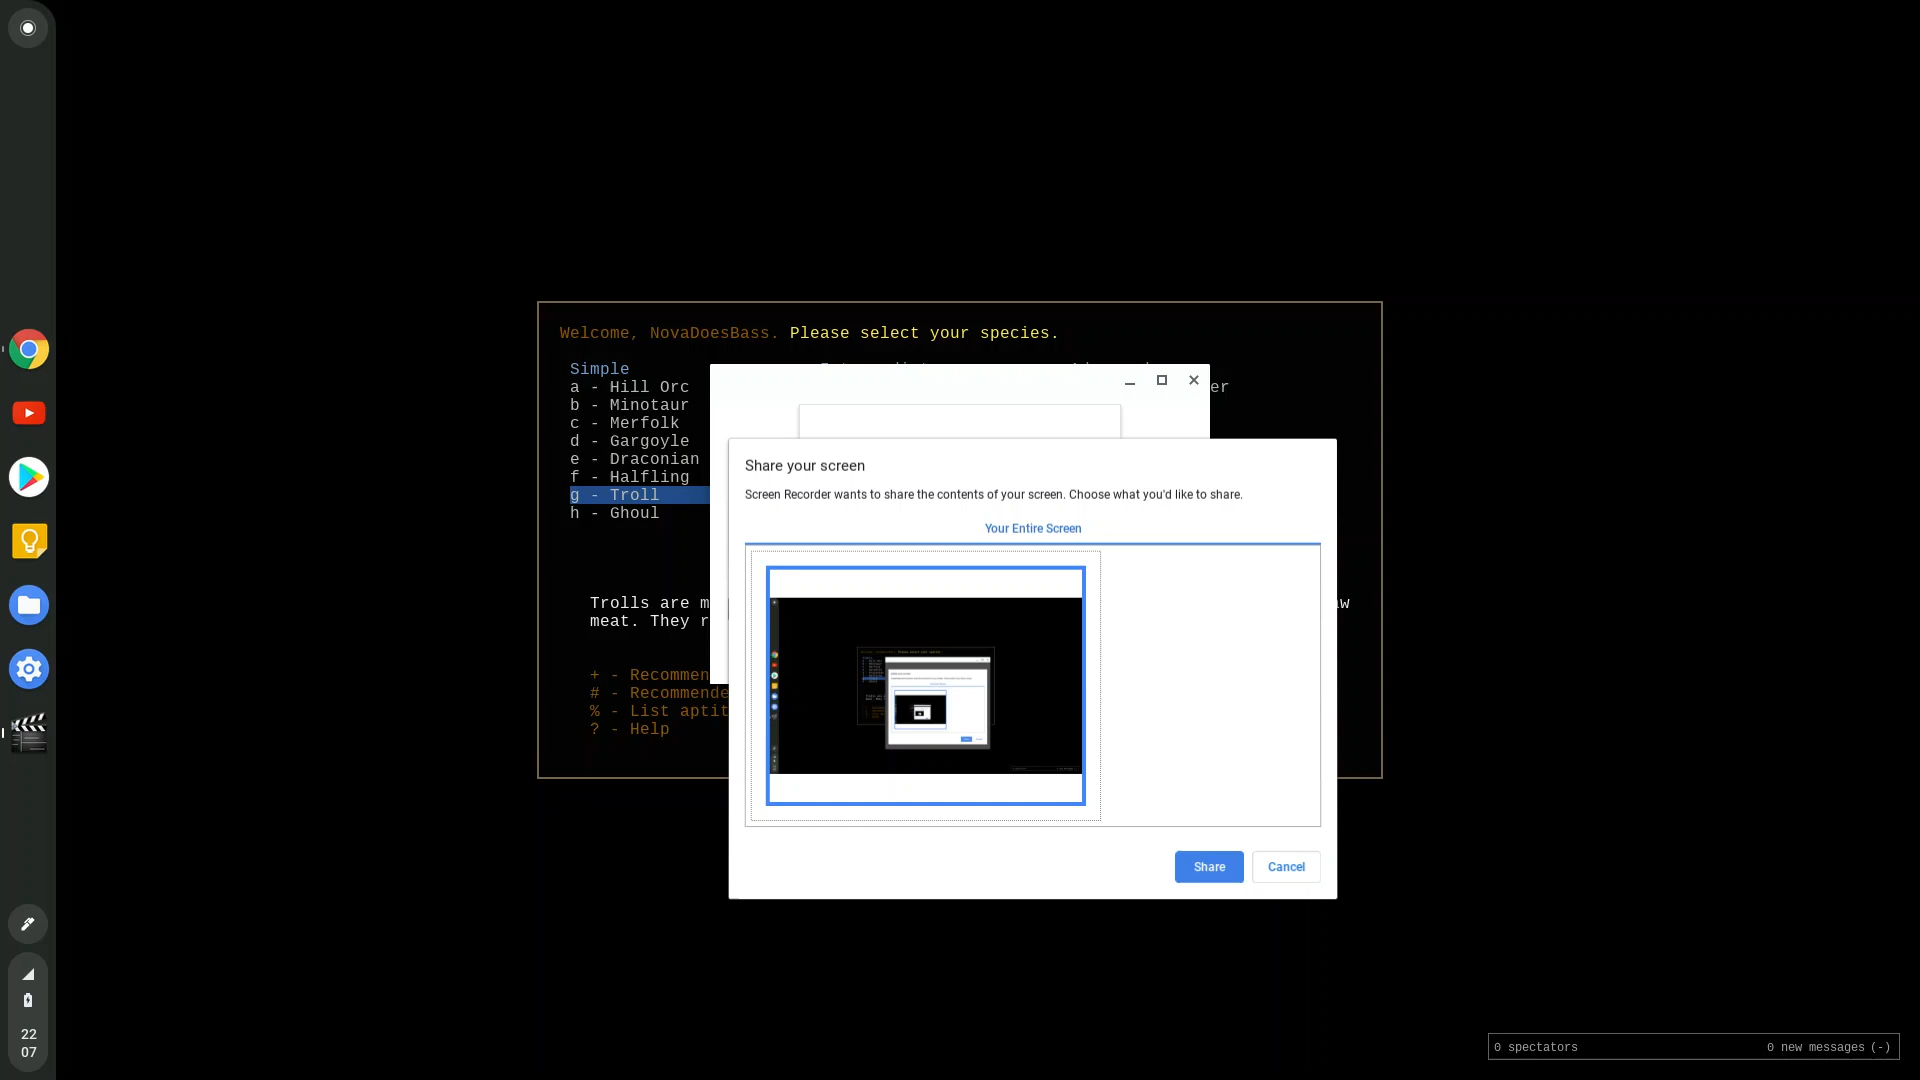 Welcome, NovaDoesBass. Please select your species.
Simple
a - Hill Orc er
b - Minotaur
c - Merfolk
d - Gargoyle
e - Draconian
f - Halfling
g - Troll
h - Ghoul
Trolls are m
meat. They r
+ - Recommen
# - Recommende
% - List aptit
? - Help
Share your screen
Screen Recorder wants to share the contents of your screen. Choose what you'd like to share.
Your Entire Screen
Share Cancel
22
07
0 spectators 0 new messages (-)